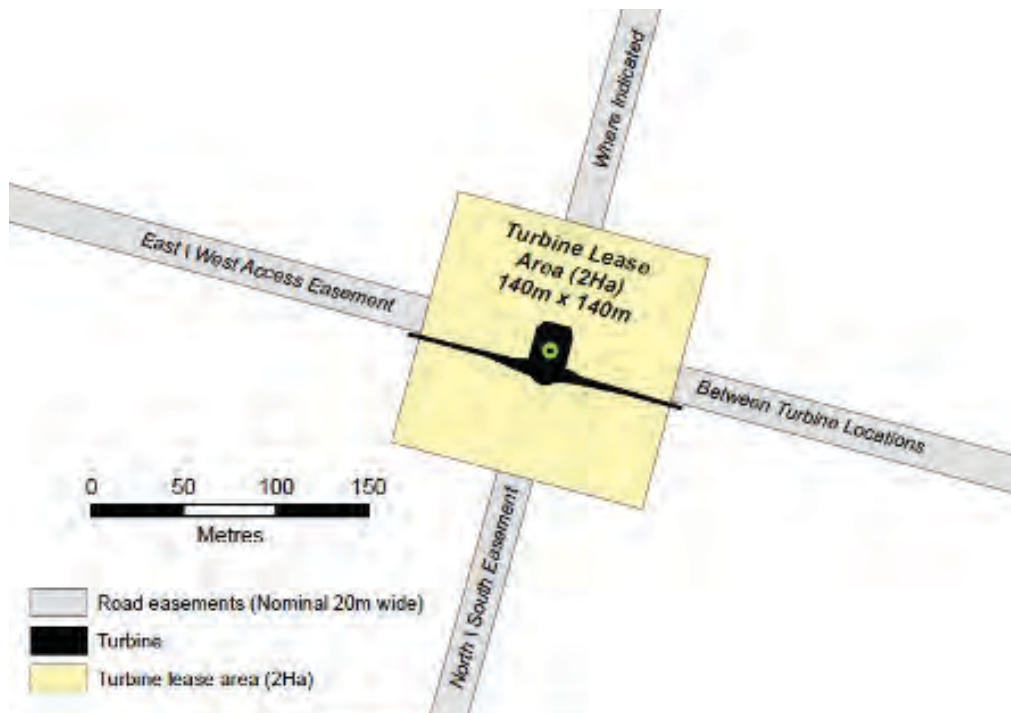 Where Indicated
Turbine Lease
Area (2Ha)
140m x 140m
East \ West Access Easement
Between Turbine Locations
North \ South Easement
0 50 100 150
Metres
Road easements (Nominal 20m wide)
Turbine
Turbine lease area (2Ha)